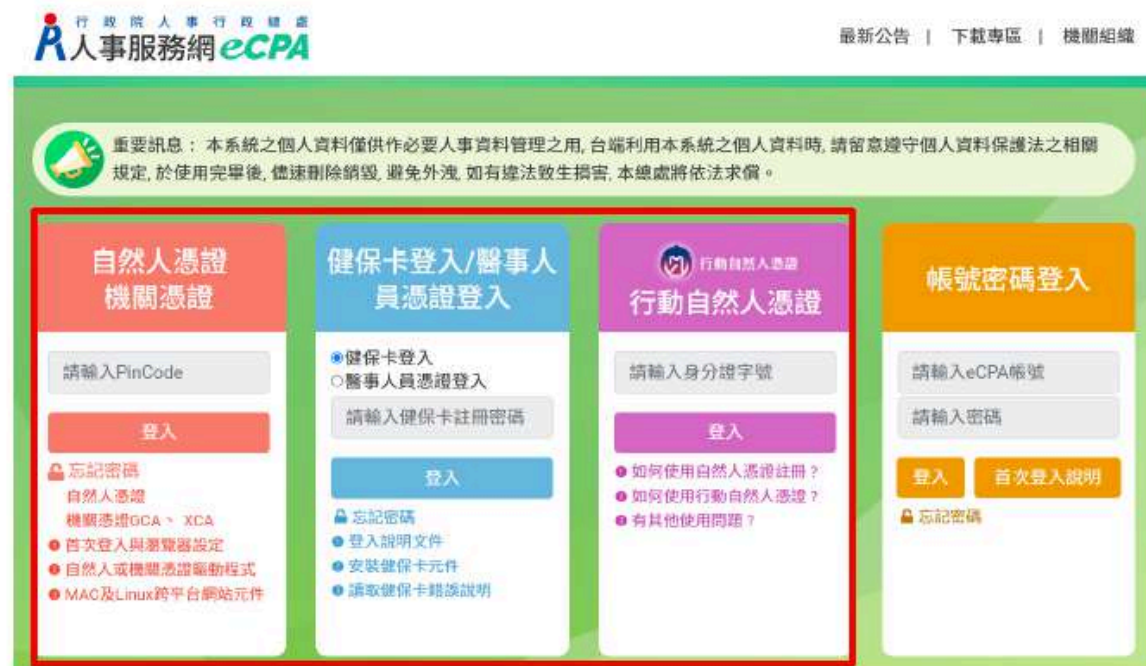 行政院人事行政總處
人事服務網eCPA
最新公告 | 下載專區 | 機關組織
重要訊息： 本系統之個人資料僅供作必要人事資料管理之用, 台端利用本系統之個人資料時, 請留意遵守個人資料保護法之相關
規定, 於使用完畢後, 儘速刪除銷毀, 避免外洩, 如有違法致生損害, 本總處將依法求償。
自然人憑證
機關憑證
請輸入PinCode
登入
忘記密碼
自然人憑證
機關憑證GCA、 XCA
首次登入與瀏覽器設定
自然人或機關憑證驅動程式
MAC及Linux跨平台網站元件
健保卡登入/醫事人
員憑證登入
健保卡登入
醫事人員憑證登入
請輸入健保卡註冊密碼
登入
忘記密碼
登入說明文件
安裝健保卡元件
讀取健保卡錯誤說明
行動自然人憑證
行動自然人憑證
請輸入身分證字號
登入
如何使用自然人憑證註冊？
如何使用行動自然人憑證？
有其他使用問題？
帳號密碼登入
請輸入eCPA帳號
請輸入密碼
登入 首次登入說明
忘記密碼